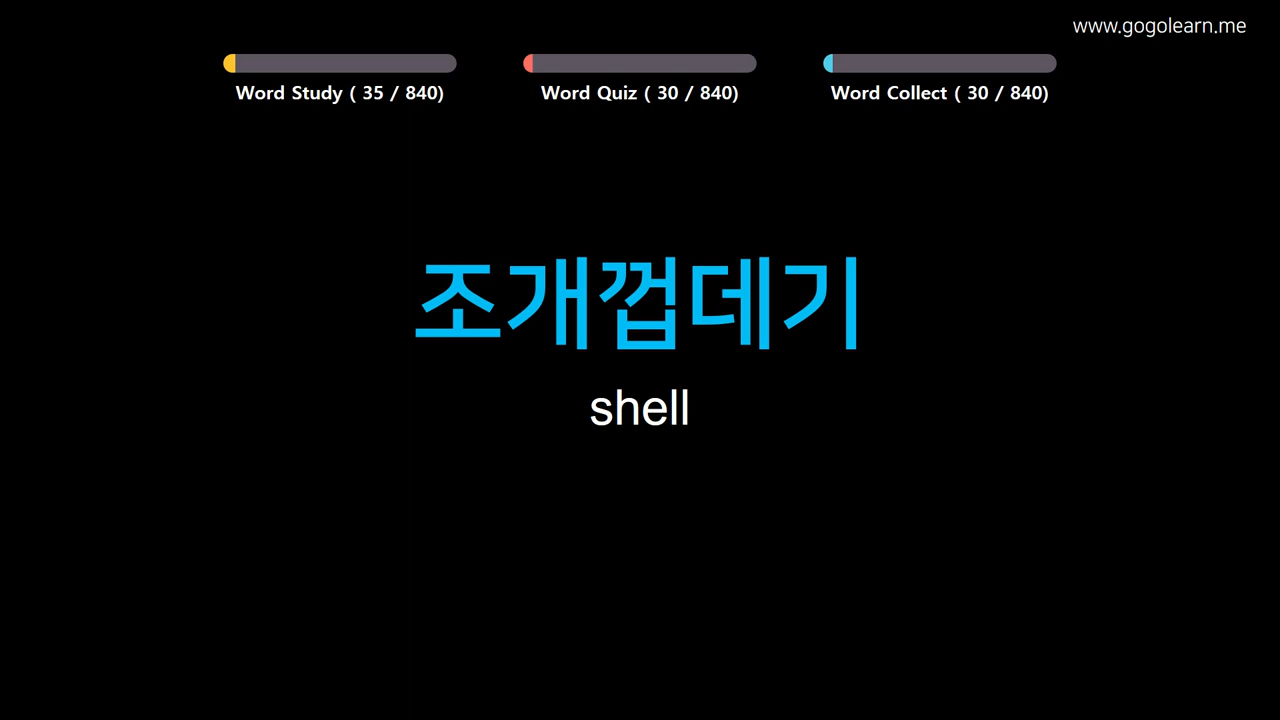 www.gogolearn.me
Word Study ( 35 / 840)
Word Quiz ( 30 / 840)
Word Collect ( 30 / 840)
조개껍데기
shell